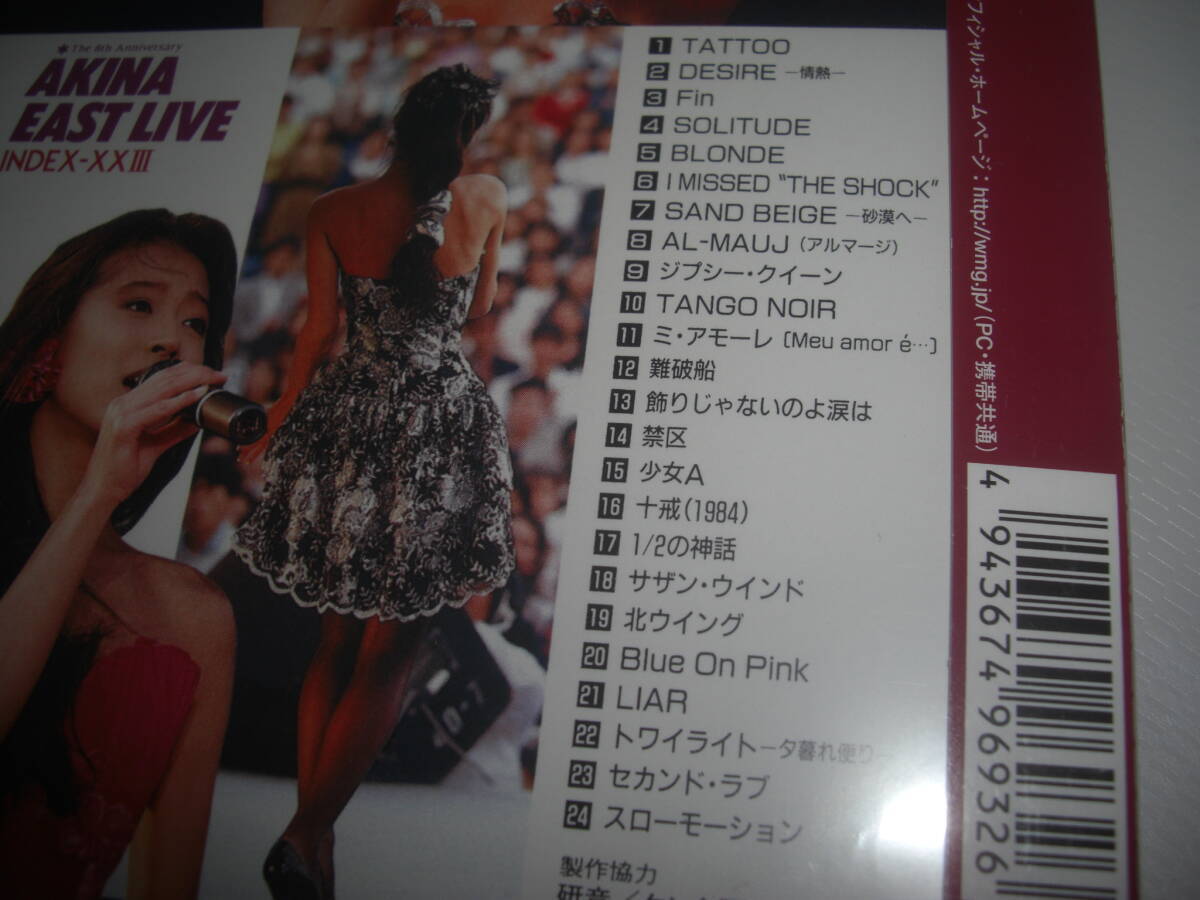 The 8th Anniversary
AKINA
EAST LIVE
INDEX-XXIII
1 TATTOO
2 DESIRE －情熱－
3 Fin
4 SOLITUDE
5 BLONDE
6 I MISSED "THE SHOCK"
7 SAND BEIGE －砂漠へ－
8 AL-MAUJ（アルマージ）
9 ジプシー・クイーン
10 TANGO NOIR
11 ミ・アモーレ〔Meu amor é…〕
12 難破船
13 飾りじゃないのよ涙は
14 禁区
15 少女A
16 十戒(1984)
17 1/2の神話
18 サザン・ウインド
19 北ウイング
20 Blue On Pink
21 LIAR
22 トワイライト－夕暮れ便り－
23 セカンド・ラブ
24 スローモーション
製作協力
研音／
フィシャル・ホームページ：http://wmg.jp/（PC・携帯共通）
4 943674 969326